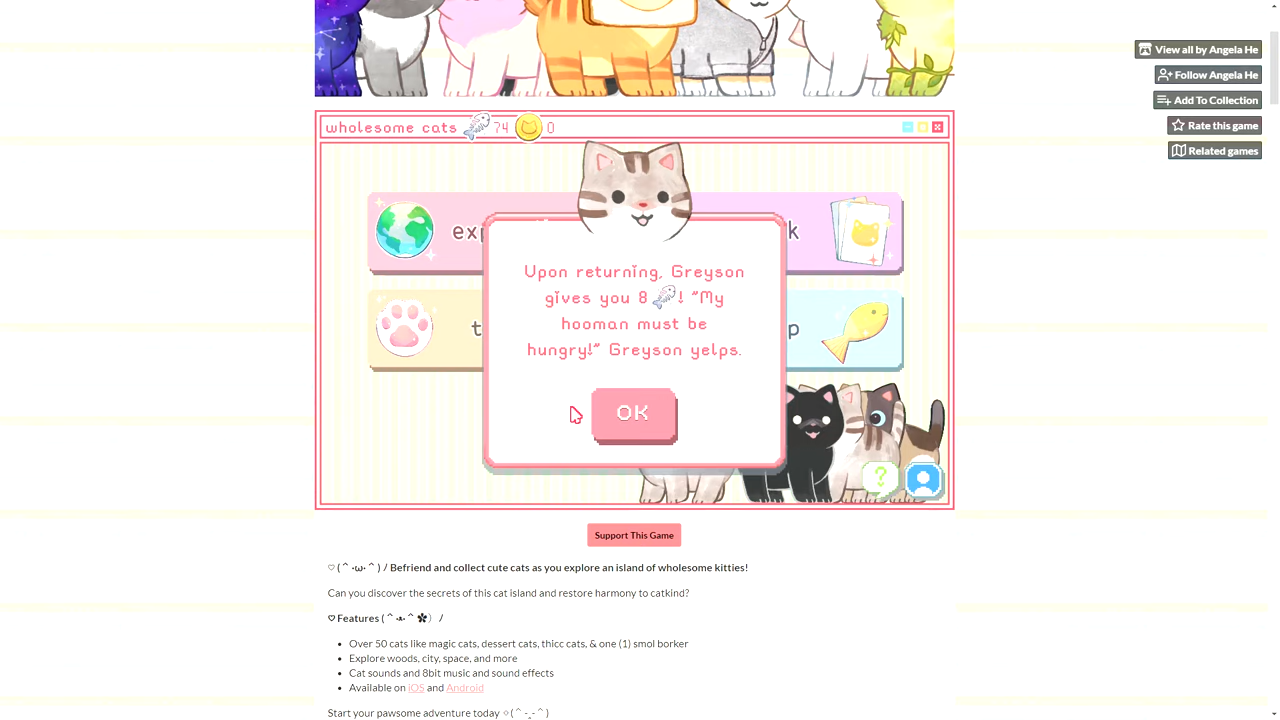 View all by Angela He
Follow Angela He
Add To Collection
Rate this game
Related games
wholesome cats 74 0
Upon returning, Greyson
gives you 8 ! "My
hooman must be
hungry!" Greyson yelps.
OK
?
Support This Game
♡ ( ^ ·ω· ^ ) / Befriend and collect cute cats as you explore an island of wholesome kitties!
Can you discover the secrets of this cat island and restore harmony to catkind?
♡ Features ( ^ ·ᴥ· ^ ✿) /
• Over 50 cats like magic cats, dessert cats, thicc cats, & one (1) smol borker
• Explore woods, city, space, and more
• Cat sounds and 8bit music and sound effects
• Available on iOS and Android
Start your pawsome adventure today ✧( ^ -‸- ^ )